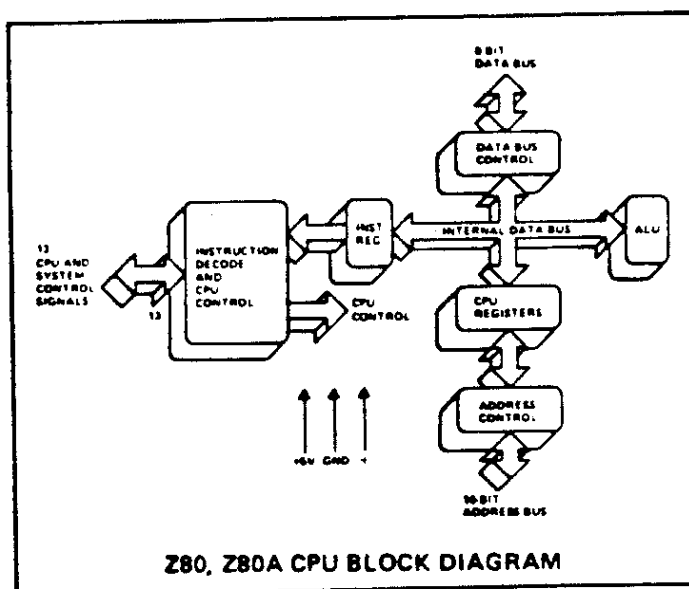 8 BIT
DATA BUS
DATA BUS
CONTROL
13
CPU AND
SYSTEM
CONTROL
SIGNALS
13
INSTRUCTION
DECODE
AND
CPU
CONTROL
INST
REG
INTERNAL DATA BUS
ALU
CPU
CONTROL
CPU
REGISTERS
ADDRESS
CONTROL
+5V GND
16-BIT
ADDRESS BUS
Z80, Z80A CPU BLOCK DIAGRAM